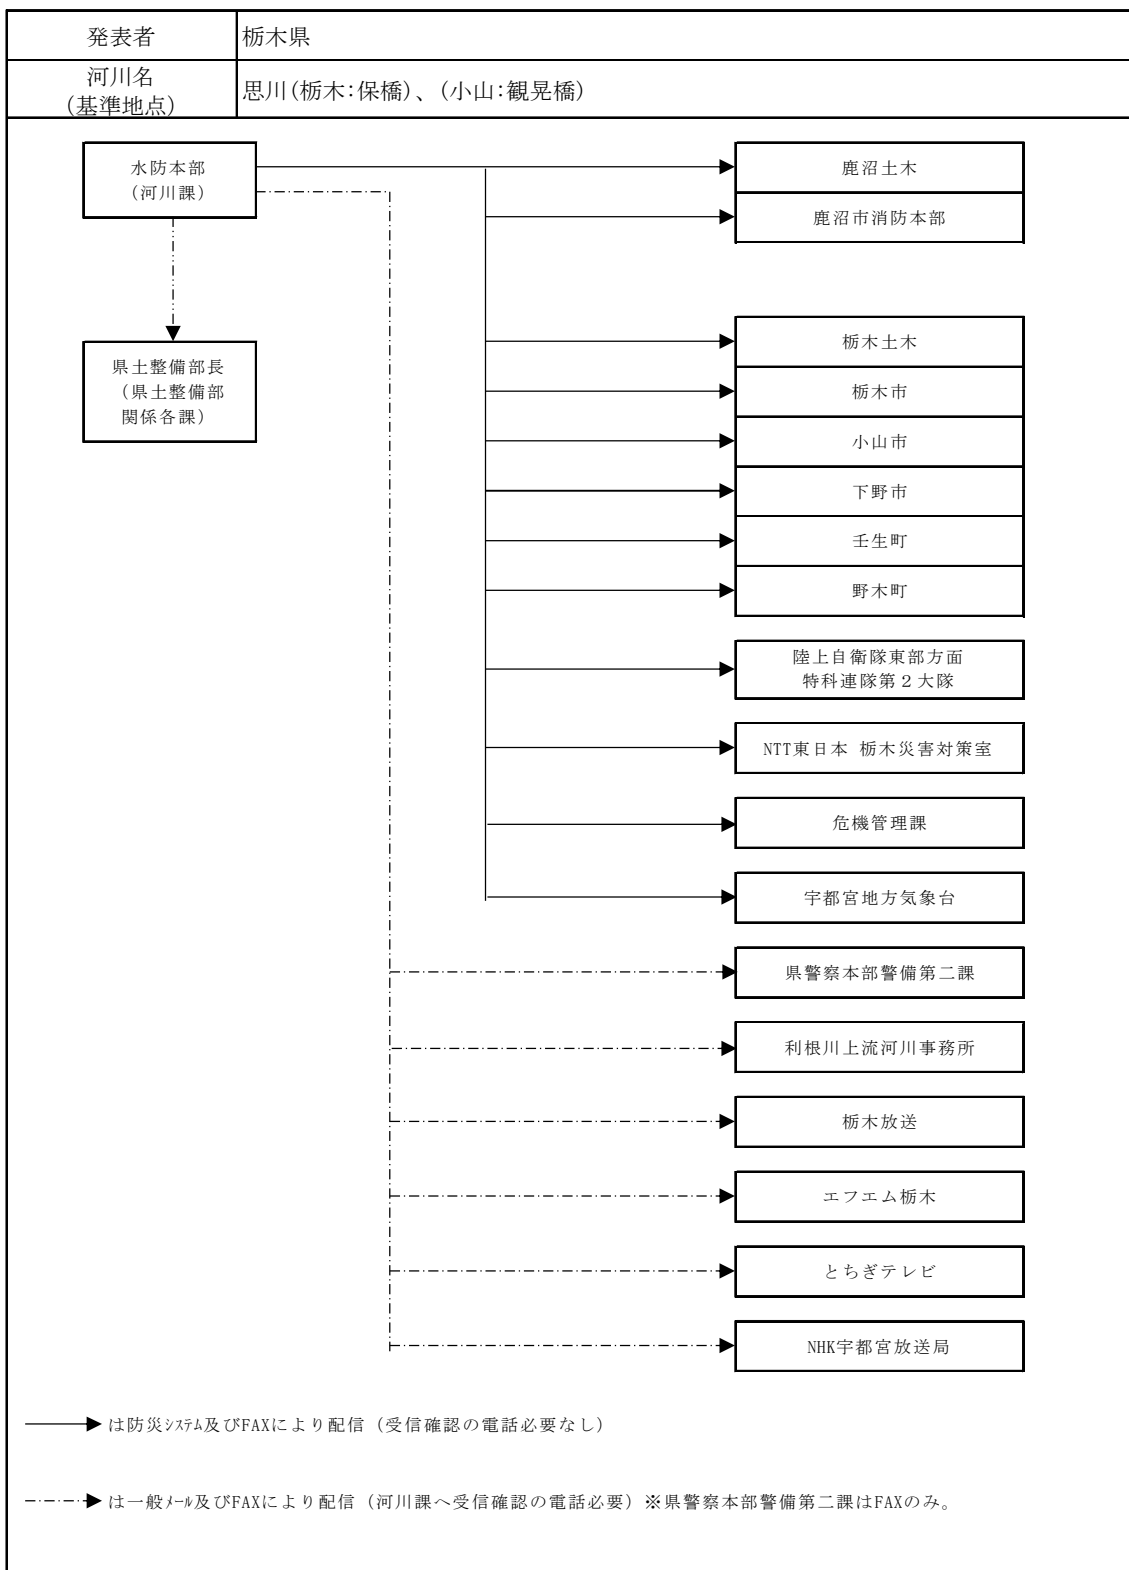 発表者
栃木県
河川名
(基準地点)
思川(栃木:保橋)、(小山:観晃橋)
水防本部
(河川課)
県土整備部長
(県土整備部
関係各課)
鹿沼土木
鹿沼市消防本部
栃木土木
栃木市
小山市
下野市
壬生町
野木町
陸上自衛隊東部方面
特科連隊第2大隊
NTT東日本 栃木災害対策室
危機管理課
宇都宮地方気象台
県警察本部警備第二課
利根川上流河川事務所
栃木放送
エフエム栃木
とちぎテレビ
NHK宇都宮放送局
は防災システム及びFAXにより配信(受信確認の電話必要なし)
は一般メール及びFAXにより配信(河川課へ受信確認の電話必要)※県警察本部警備第二課はFAXのみ。